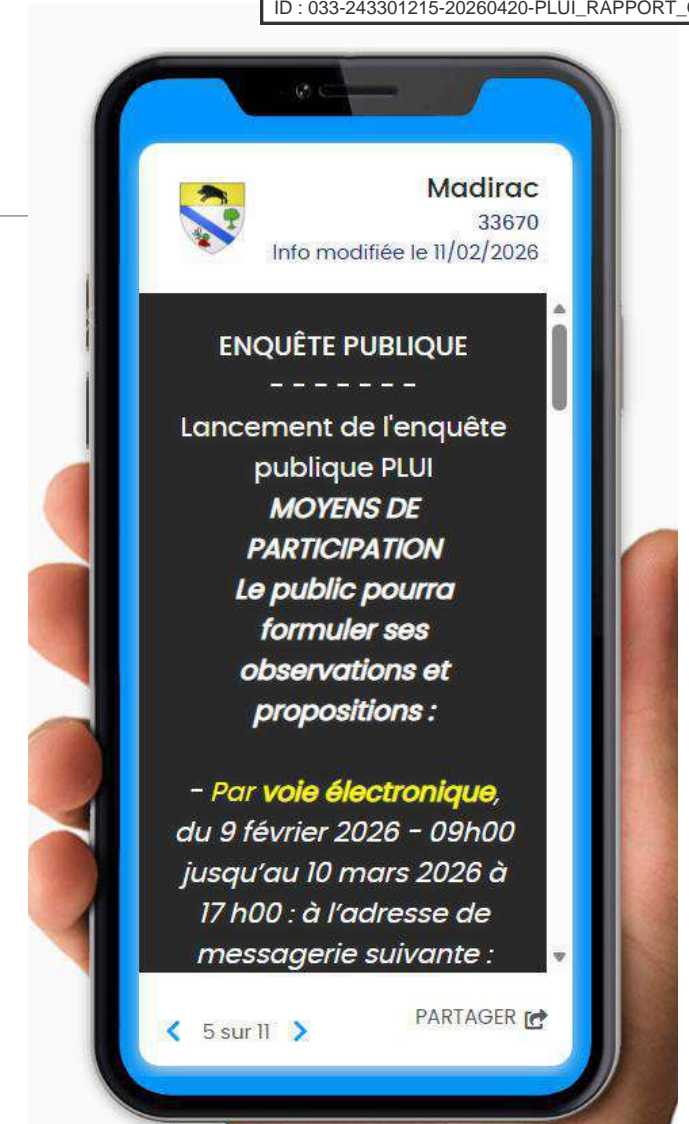 ID : 033-243301215-20260420-PLUI_RAPPORT_
Madirac
33670
Info modifiée le 11/02/2026
ENQUÊTE PUBLIQUE
- - - - - - -
Lancement de l'enquête
publique PLUI
MOYENS DE
PARTICIPATION
Le public pourra
formuler ses
observations et
propositions :
- Par voie électronique,
du 9 février 2026 - 09h00
jusqu'au 10 mars 2026 à
17 h00 : à l'adresse de
messagerie suivante :
5 sur 11
PARTAGER